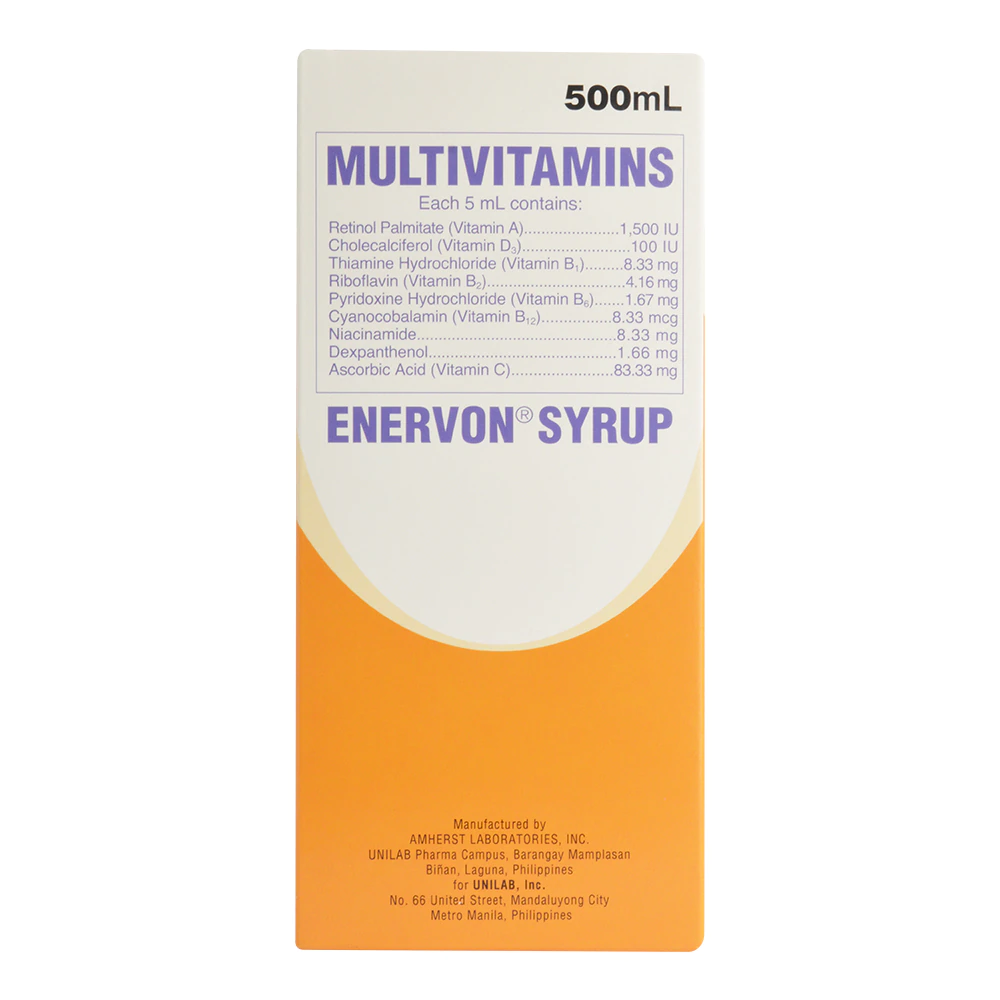 500mL
MULTIVITAMINS
Each 5 mL contains:
Retinol Palmitate (Vitamin A)......................1,500 IU
Cholecalciferol (Vitamin D₃).........................100 IU
Thiamine Hydrochloride (Vitamin B₁)........8.33 mg
Riboflavin (Vitamin B₂)................................4.16 mg
Pyridoxine Hydrochloride (Vitamin B₆)......1.67 mg
Cyanocobalamin (Vitamin B₁₂)................8.33 mcg
Niacinamide..............................................8.33 mg
Dexpanthenol............................................1.66 mg
Ascorbic Acid (Vitamin C)........................83.33 mg
ENERVON® SYRUP
Manufactured by
AMHERST LABORATORIES, INC.
UNILAB Pharma Campus, Barangay Mamplasan
Biñan, Laguna, Philippines
for UNILAB, Inc.
No. 66 United Street, Mandaluyong City
Metro Manila, Philippines